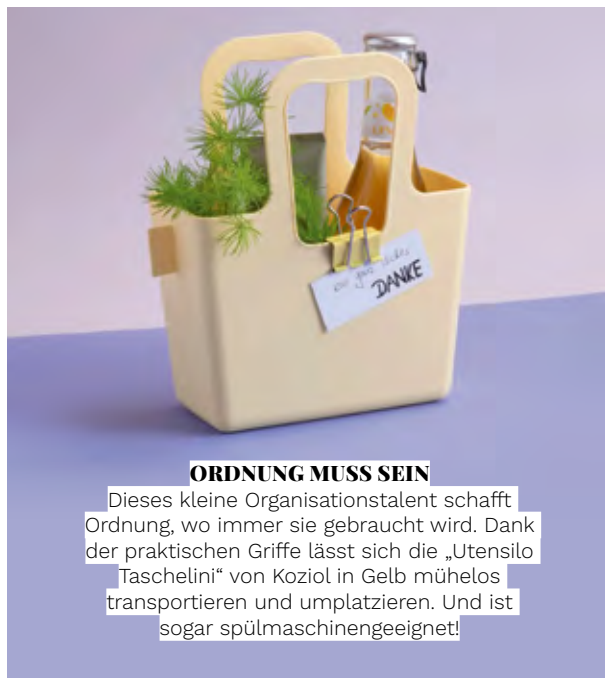 DANKE
ORDNUNG MUSS SEIN
Dieses kleine Organisationstalent schafft
Ordnung, wo immer sie gebraucht wird. Dank
der praktischen Griffe lässt sich die „Utensilo
Taschelini“ von Koziol in Gelb mühelos
transportieren und umplatzieren. Und ist
sogar spülmaschinengeeignet!